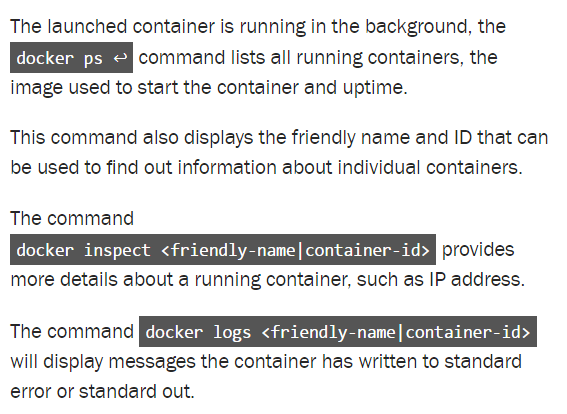 The launched container is running in the background, the
docker ps ↩ command lists all running containers, the
image used to start the container and uptime.
This command also displays the friendly name and ID that can
be used to find out information about individual containers.
The command
docker inspect <friendly-name|container-id> provides
more details about a running container, such as IP address.
The command docker logs <friendly-name|container-id>
will display messages the container has written to standard
error or standard out.